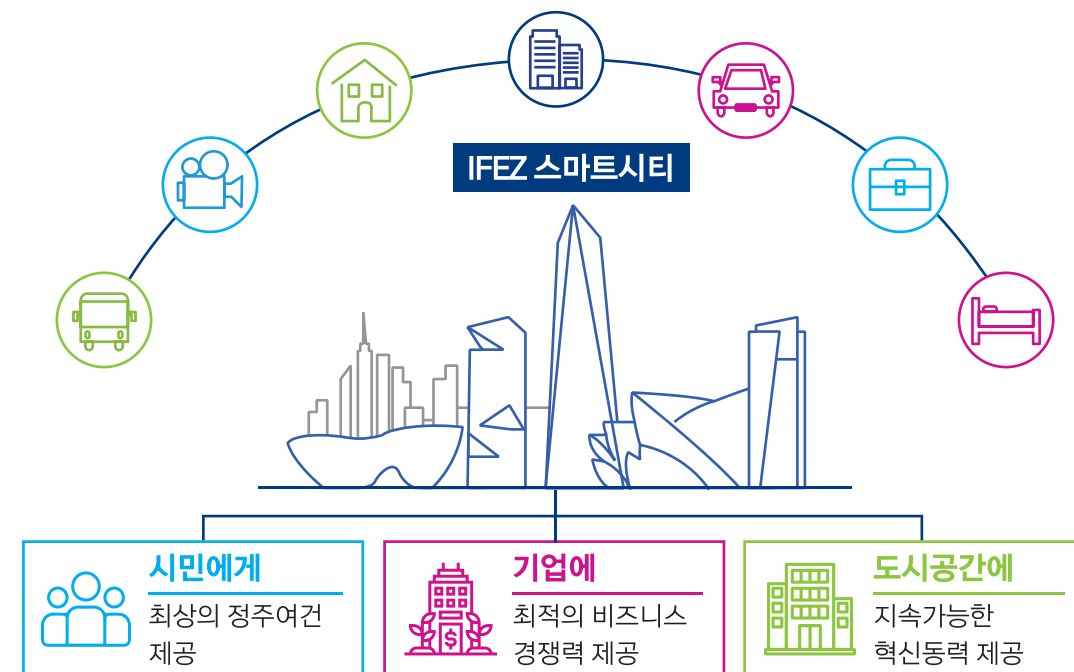 IFEZ 스마트시티
시민에게
최상의 정주여건
제공
기업에
최적의 비즈니스
경쟁력 제공
$
도시공간에
지속가능한
혁신동력 제공